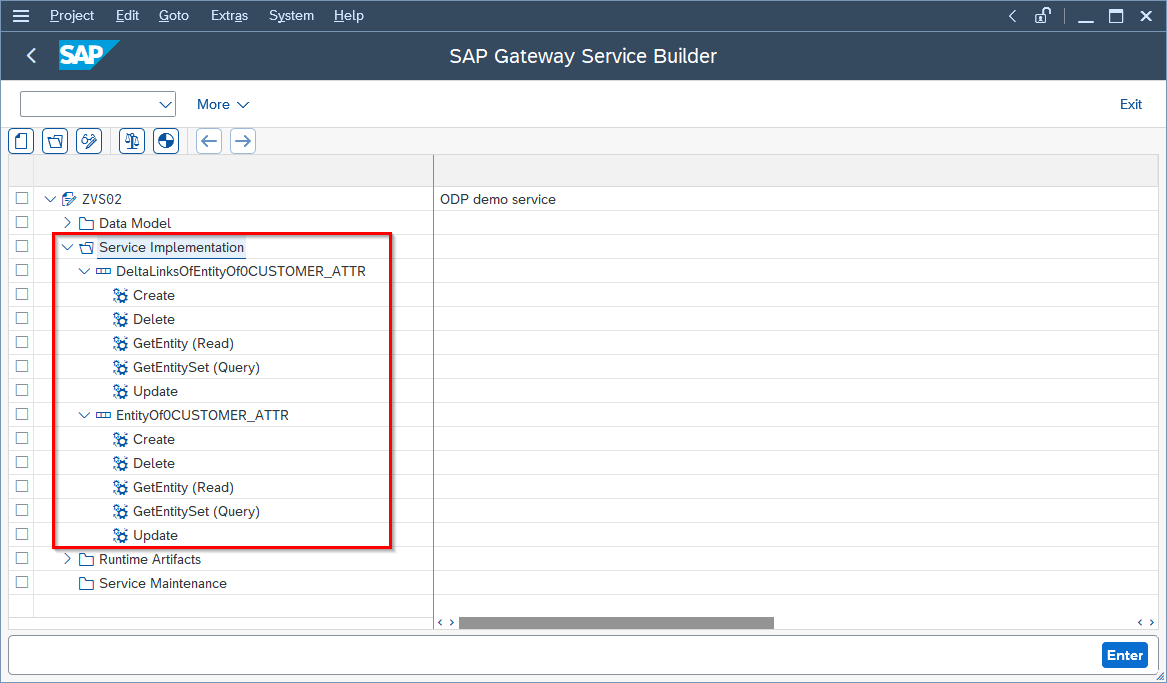 Project Edit Goto Extras System Help
SAP SAP Gateway Service Builder
More Exit
ZVS02 ODP demo service
Data Model
Service Implementation
DeltaLinksOfEntityOf0CUSTOMER_ATTR
Create
Delete
GetEntity (Read)
GetEntitySet (Query)
Update
EntityOf0CUSTOMER_ATTR
Create
Delete
GetEntity (Read)
GetEntitySet (Query)
Update
Runtime Artifacts
Service Maintenance
Enter